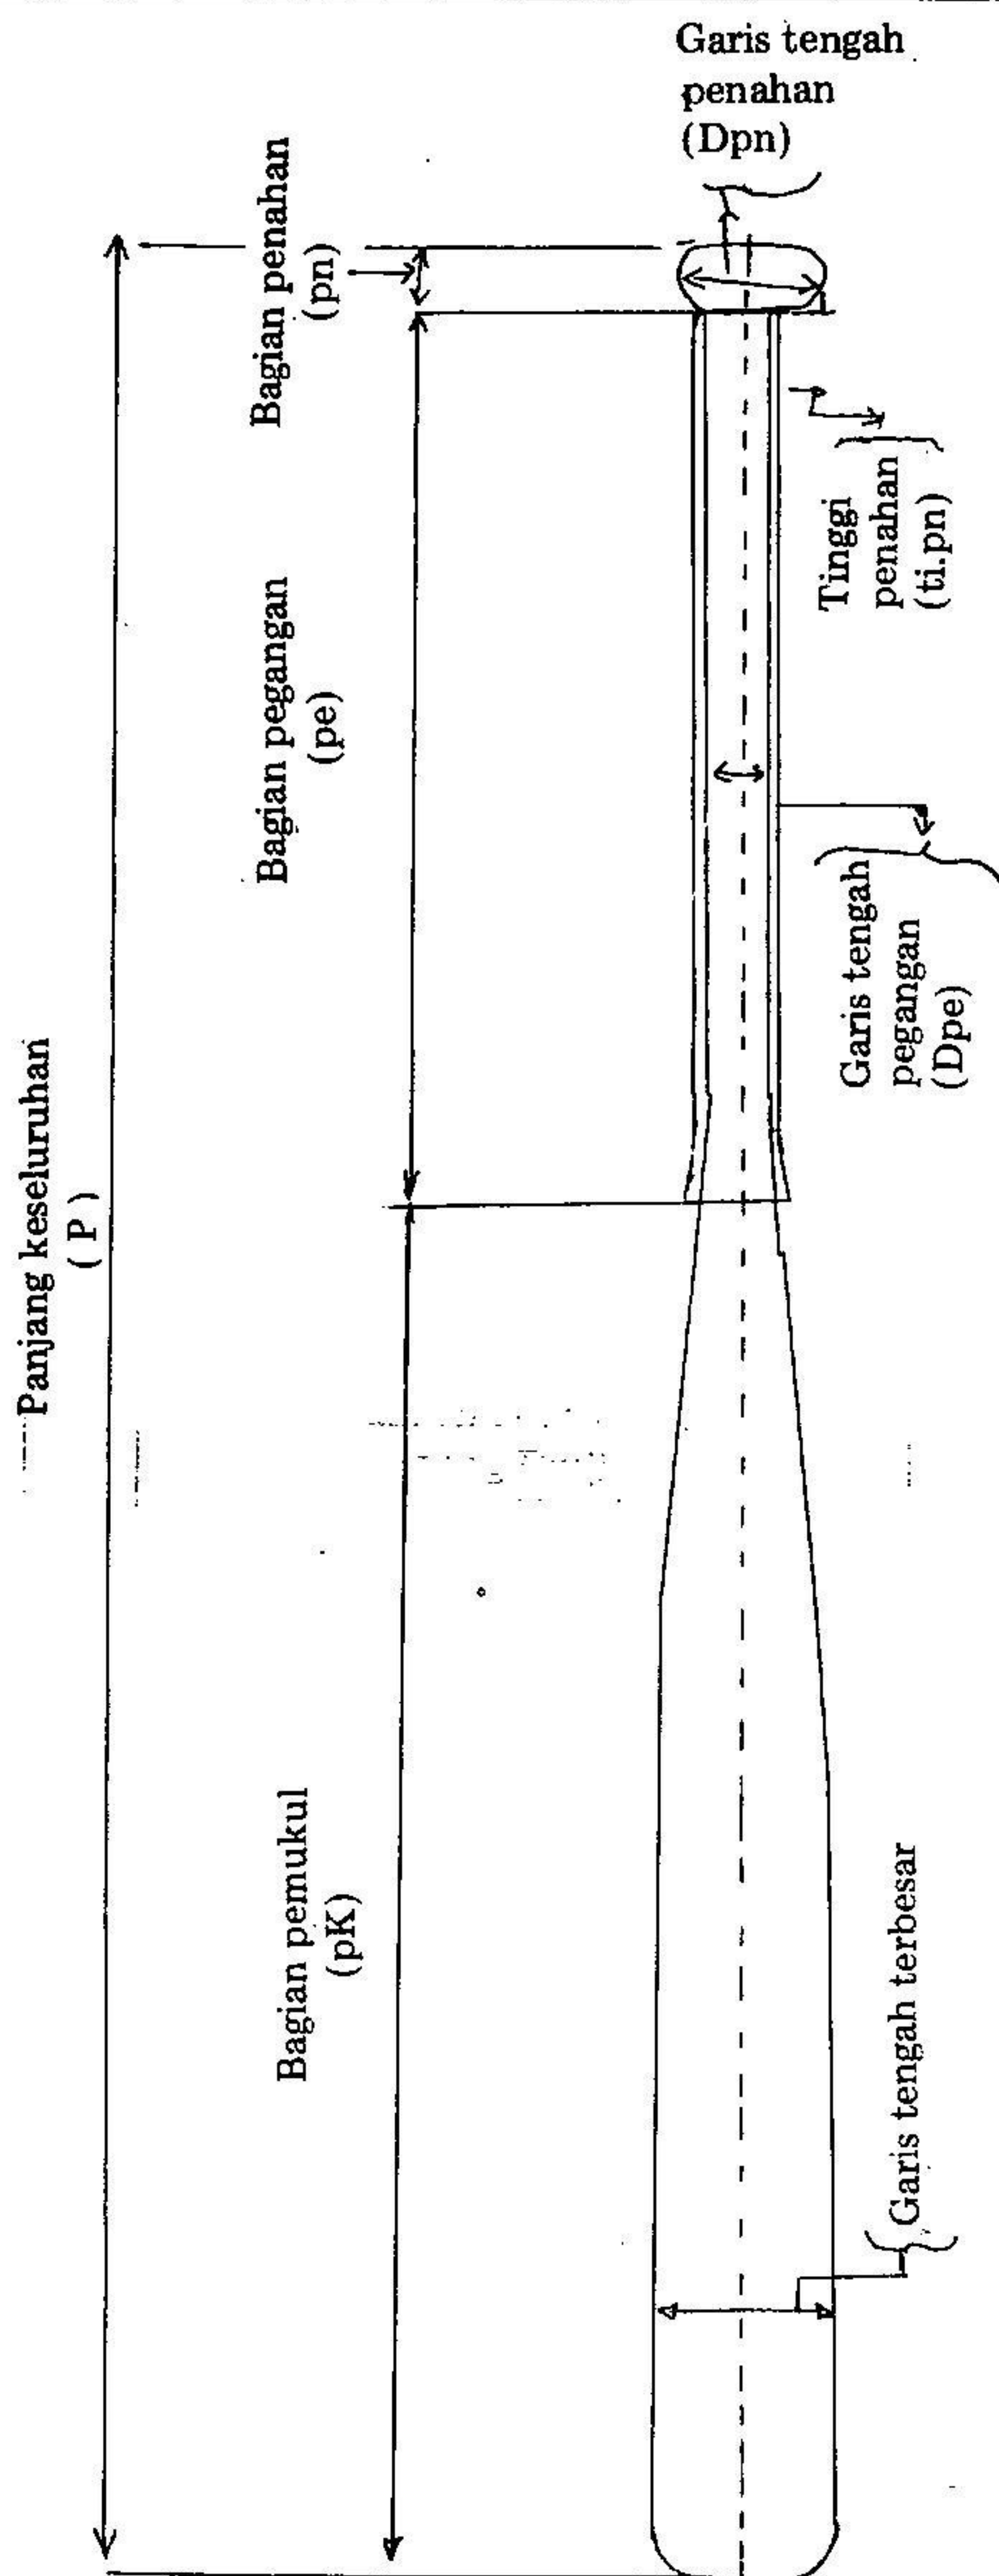 Garis tengah
penahan
(Dpn)
Bagian penahan
(pn)
Tinggi
penahan
(ti.pn)
Bagian pegangan
(pe)
Garis tengah
pegangan
(Dpe)
Panjang keseluruhan
( P )
Bagian pemukul
(pK)
Garis tengah terbesar